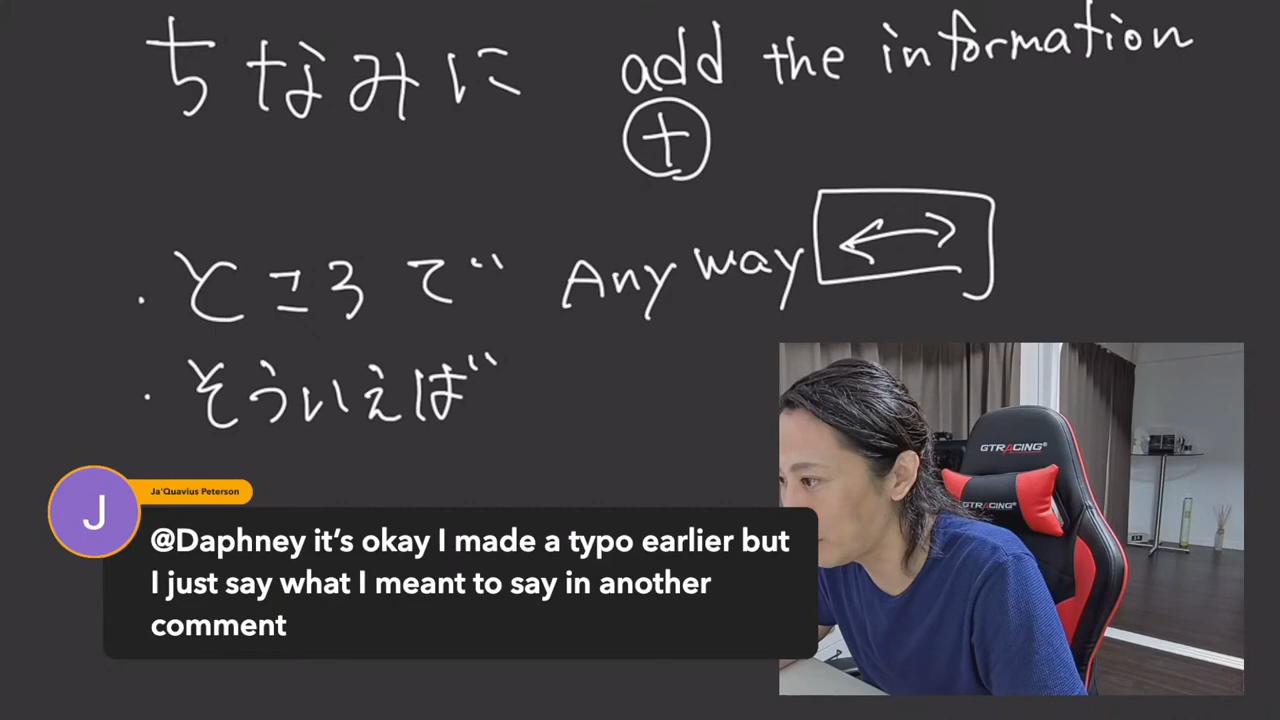 ちなみに add the information
+
・ところで Anyway ↔
・そういえば
J
Ja'Quavius Peterson
@Daphney it's okay I made a typo earlier but
I just say what I meant to say in another
comment
GTRACING
GTRACING